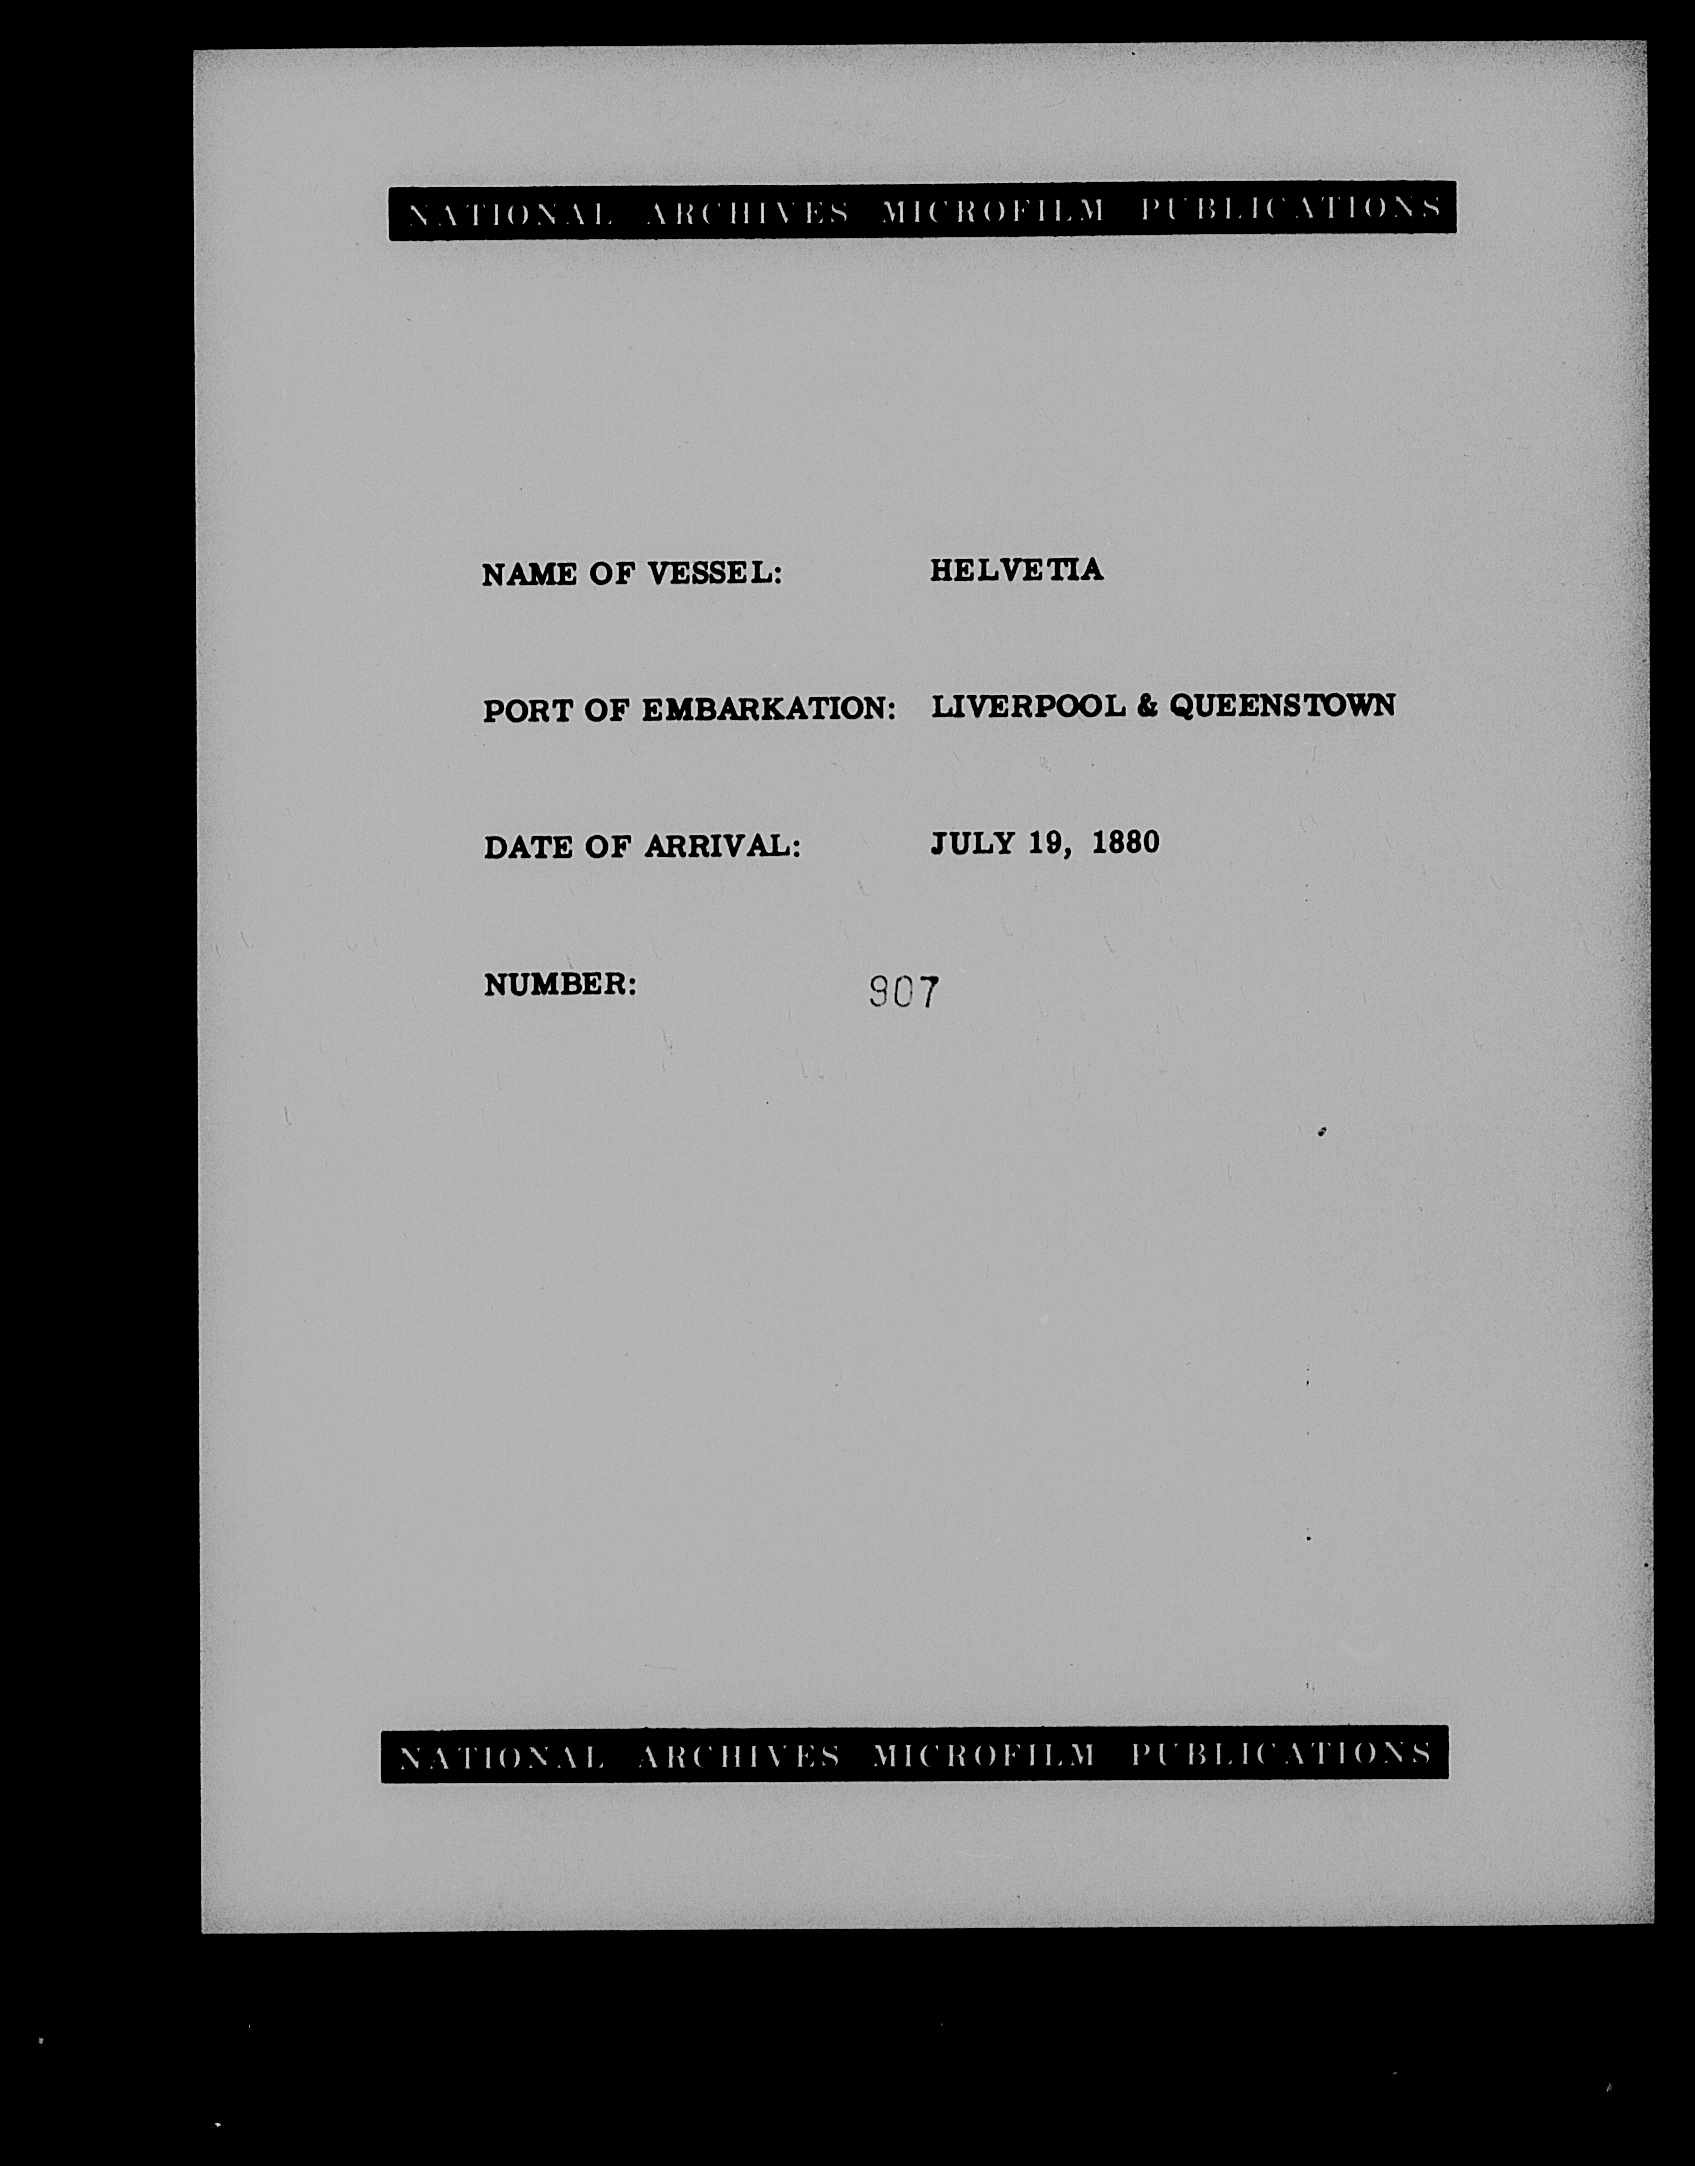 NATIONAL ARCHIVES MICROFILM PUBLICATIONS
NAME OF VESSEL: HELVETIA
PORT OF EMBARKATION: LIVERPOOL & QUEENSTOWN
DATE OF ARRIVAL: JULY 19, 1880
NUMBER: 907
NATIONAL ARCHIVES MICROFILM PUBLICATIONS